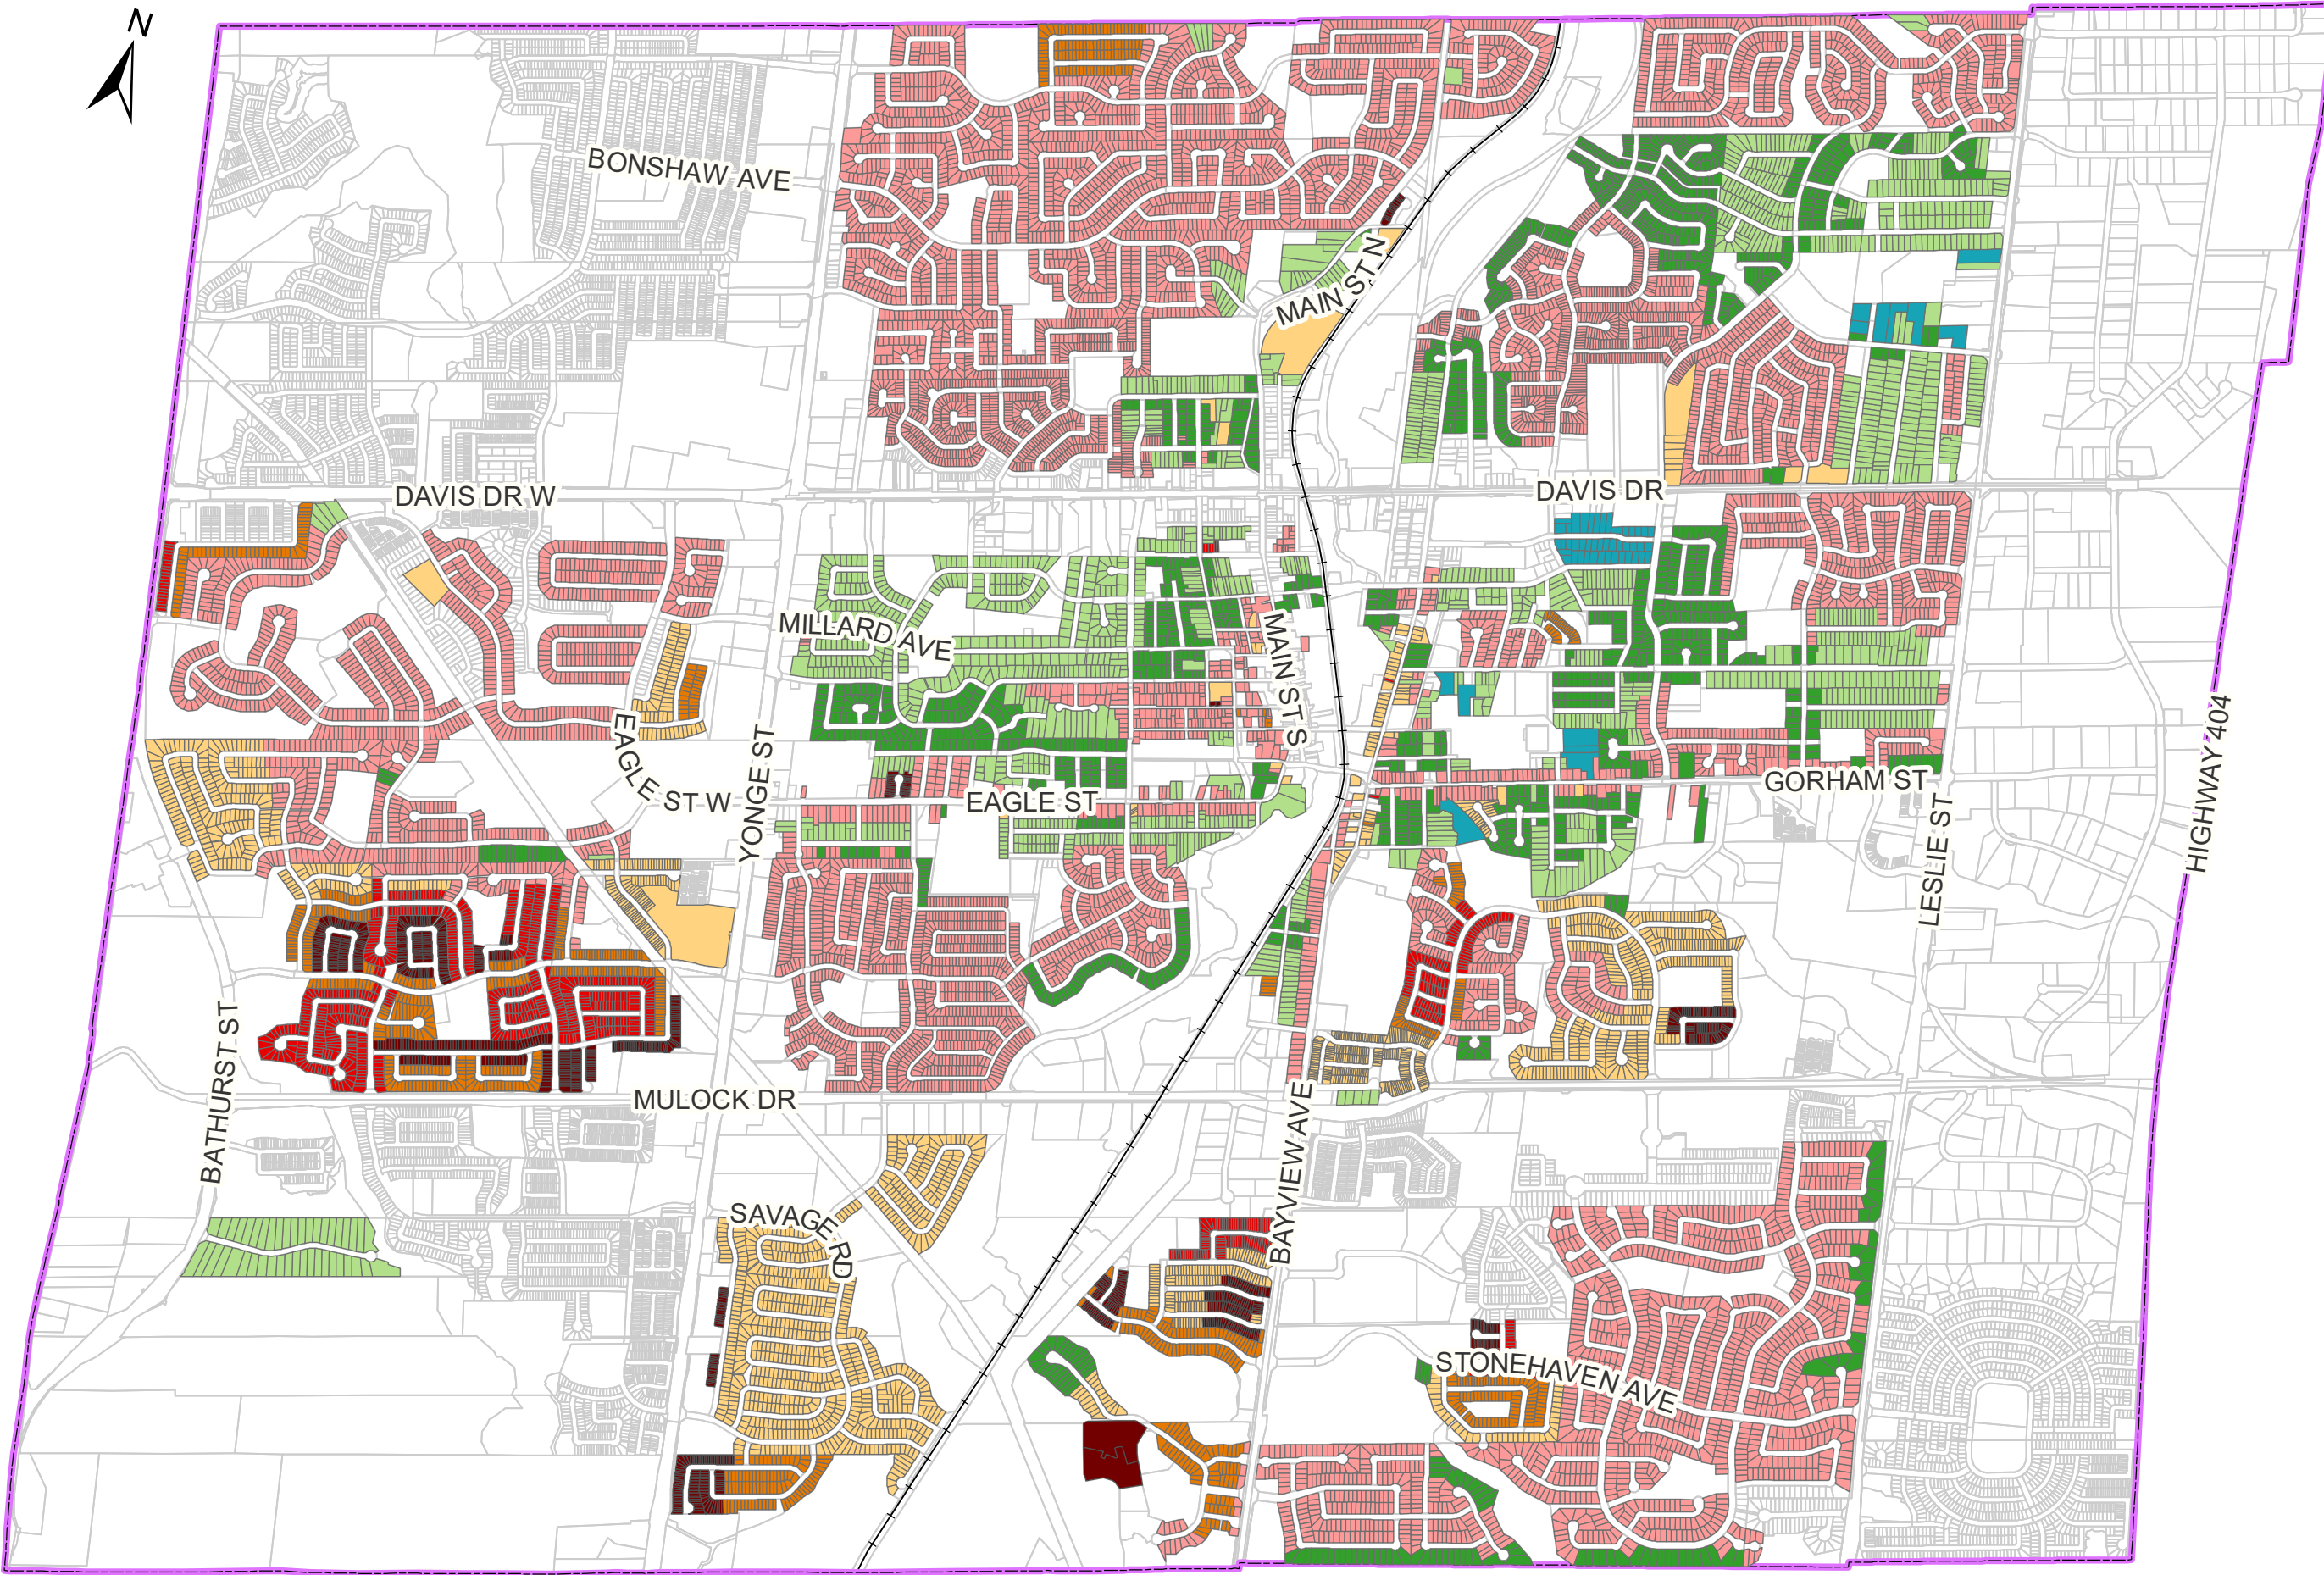 N
BONSHAW AVE
MAIN ST N
DAVIS DR W
DAVIS DR
MILLARD AVE
MAIN ST S
EAGLE ST W
YONGE ST
EAGLE ST
GORHAM ST
HIGHWAY 404
LESLIE ST
BATHURST ST
MULOCK DR
BAYVIEW AVE
SAVAGE RD
STONEHAVEN AVE